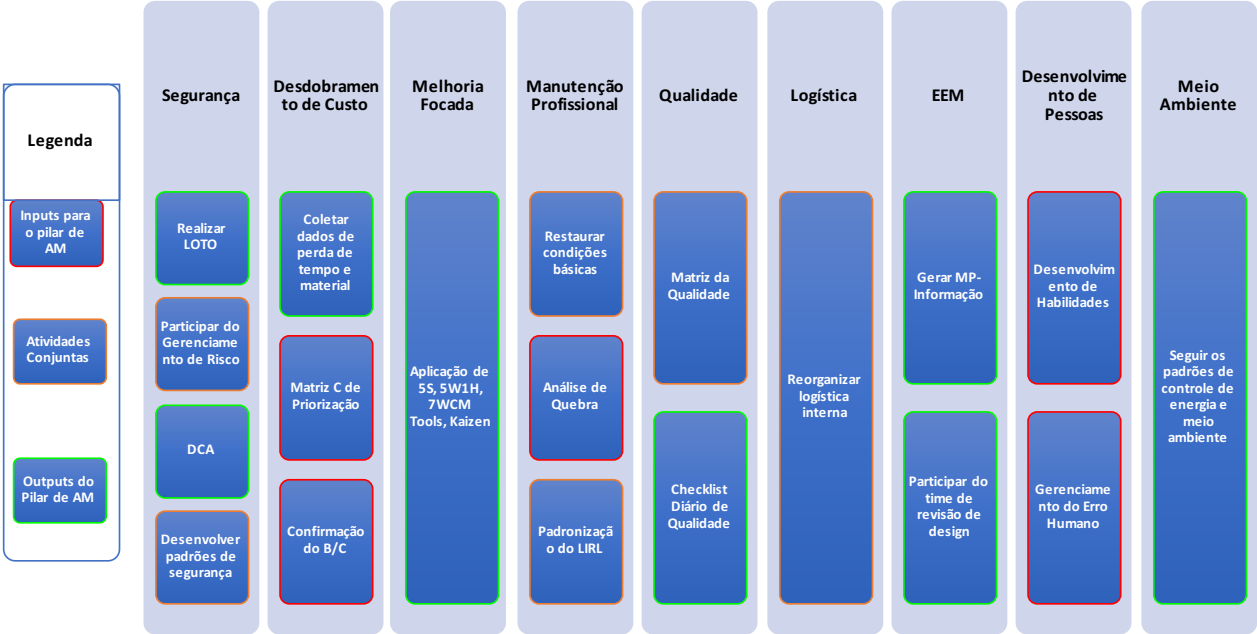 Legenda
Inputs para
o pilar de
AM
Atividades
Conjuntas
Outputs do
Pilar de AM
Segurança
Realizar
LOTO
Participar do
Gerenciame
nto de Risco
DCA
Desenvolver
padrões de
segurança
Desdobramen
to de Custo
Coletar
dados de
perda de
tempo e
material
Matriz C de
Priorização
Confirmação
do B/C
Melhoria
Focada
Aplicação de
5S, 5W1H,
7WCM
Tools, Kaizen
Manutenção
Profissional
Restaurar
condições
básicas
Análise de
Quebra
Padronizaçã
o do LIRL
Qualidade
Matriz da
Qualidade
Checklist
Diário de
Qualidade
Logística
Reorganizar
logística
interna
EEM
Gerar MP-
Informação
Participar do
time de
revisão de
design
Desenvolvime
nto de
Pessoas
Desenvolvim
ento de
Habilidades
Gerenciame
nto do Erro
Humano
Meio
Ambiente
Seguir os
padrões de
controle de
energia e
meio
ambiente